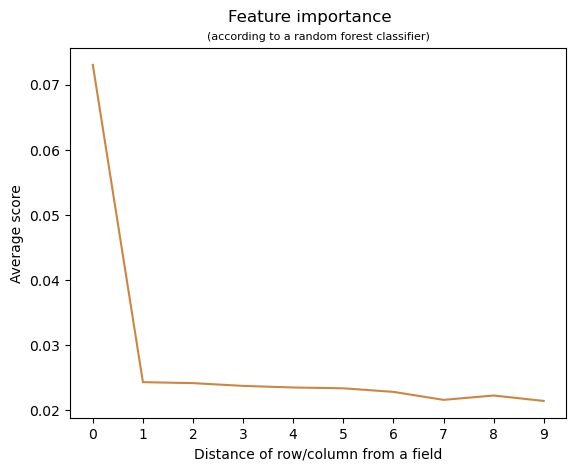 Feature importance
(according to a random forest classifier)
0.07
0.06
0.05
0.04
0.03
0.02
Average score
0 1 2 3 4 5 6 7 8 9
Distance of row/column from a field